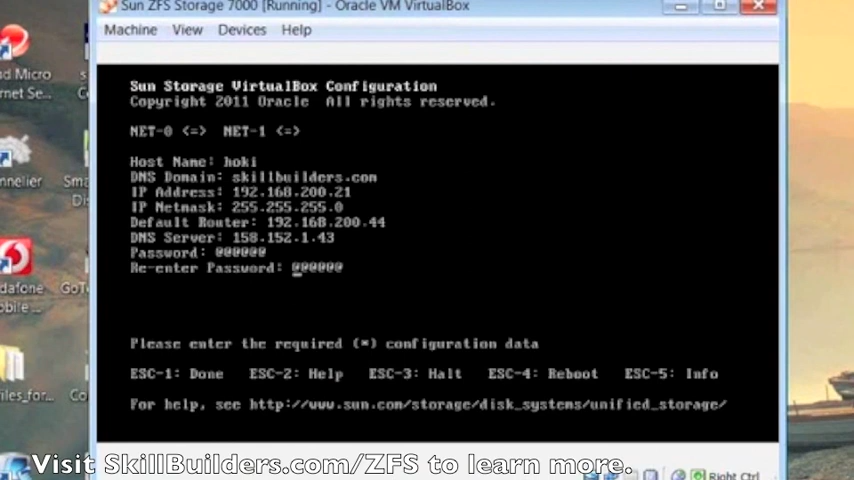 Sun ZFS Storage 7000 [Running] - Oracle VM VirtualBox
Machine View Devices Help
Sun Storage VirtualBox Configuration
Copyright 2011 Oracle All rights reserved.
NET-0 <=> NET-1 <=>
Host Name: hoki
DNS Domain: skillbuilders.com
IP Address: 192.168.200.21
IP Netmask: 255.255.255.0
Default Router: 192.168.200.44
DNS Server: 158.152.1.43
Password: @@@@@@
Re-enter Password: @@@@@@
Please enter the required (*) configuration data
ESC-1: Done ESC-2: Help ESC-3: Halt ESC-4: Reboot ESC-5: Info
For help, see http://www.sun.com/storage/disk_systems/unified_storage/
Visit SkillBuilders.com/ZFS to learn more.
Right Ctrl